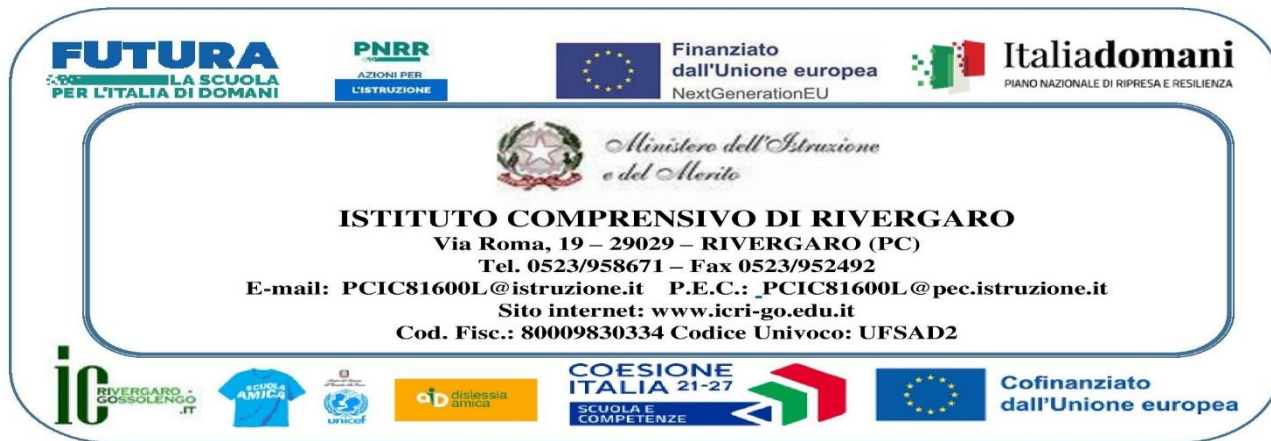 FUTURA
LA SCUOLA
PER L'ITALIA DI DOMANI
PNRR
AZIONI PER
L'ISTRUZIONE
Finanziato
dall'Unione europea
NextGenerationEU
Italiadomani
PIANO NAZIONALE DI RIPRESA E RESILIENZA
Ministero dell'Istruzione
e del Merito
ISTITUTO COMPRENSIVO DI RIVERGARO
Via Roma, 19 – 29029 – RIVERGARO (PC)
Tel. 0523/958671 – Fax 0523/952492
E-mail: PCIC81600L@istruzione.it P.E.C.: PCIC81600L@pec.istruzione.it
Sito internet: www.icri-go.edu.it
Cod. Fisc.: 80009830334 Codice Univoco: UFSAD2
ic
RIVERGARO -
GOSSOLENGO
.IT
SCUOLA
AMICA
unicef
aiD dislessia
amica
COESIONE
ITALIA 21-27
SCUOLA E
COMPETENZE
Cofinanziato
dall'Unione europea